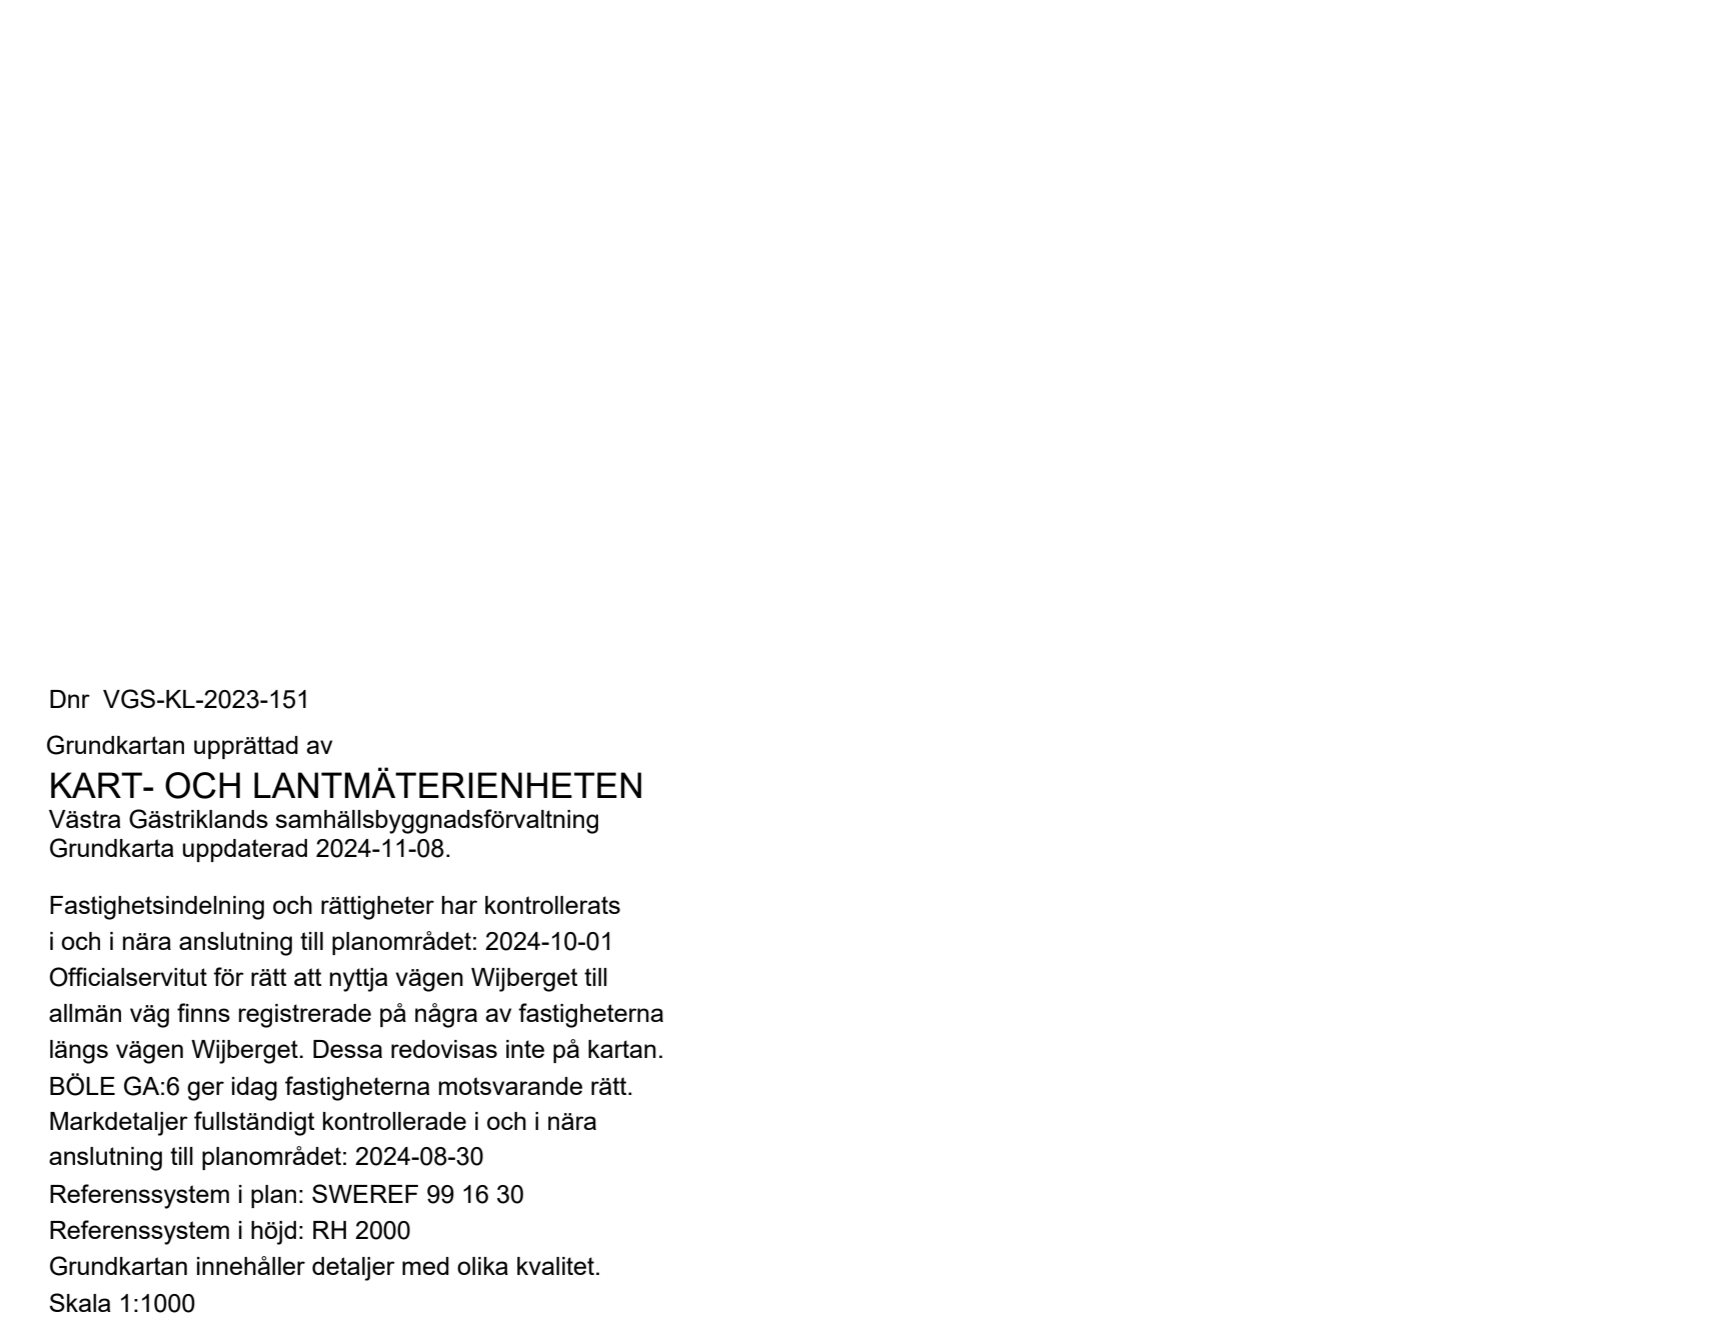 Dnr  VGS-KL-2023-151
Grundkartan upprättad av
KART- OCH LANTMÄTERIENHETEN
Västra Gästriklands samhällsbyggnadsförvaltning
Grundkarta uppdaterad 2024-11-08.
Fastighetsindelning och rättigheter har kontrollerats
i och i nära anslutning till planområdet: 2024-10-01
Officialservitut för rätt att nyttja vägen Wijberget till
allmän väg finns registrerade på några av fastigheterna
längs vägen Wijberget. Dessa redovisas inte på kartan.
BÖLE GA:6 ger idag fastigheterna motsvarande rätt.
Markdetaljer fullständigt kontrollerade i och i nära
anslutning till planområdet: 2024-08-30
Referenssystem i plan: SWEREF 99 16 30
Referenssystem i höjd: RH 2000
Grundkartan innehåller detaljer med olika kvalitet.
Skala 1:1000